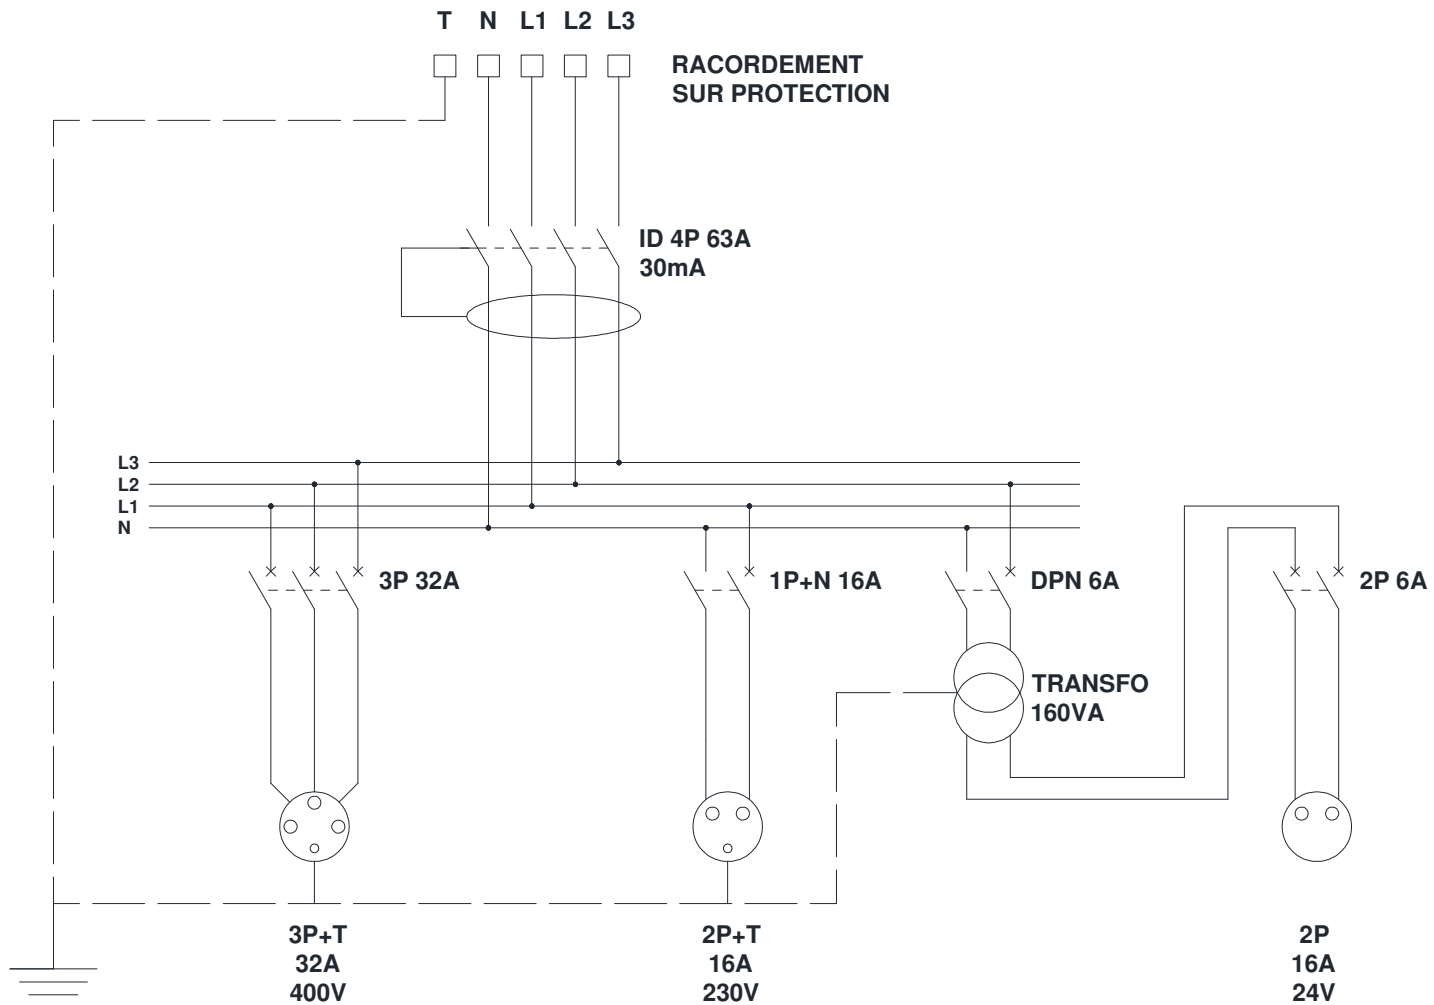 T N L1 L2 L3
RACORDEMENT
SUR PROTECTION
ID 4P 63A
30mA
L3
L2
L1
N
3P 32A
1P+N 16A
DPN 6A
2P 6A
TRANSFO
160VA
3P+T
32A
400V
2P+T
16A
230V
2P
16A
24V